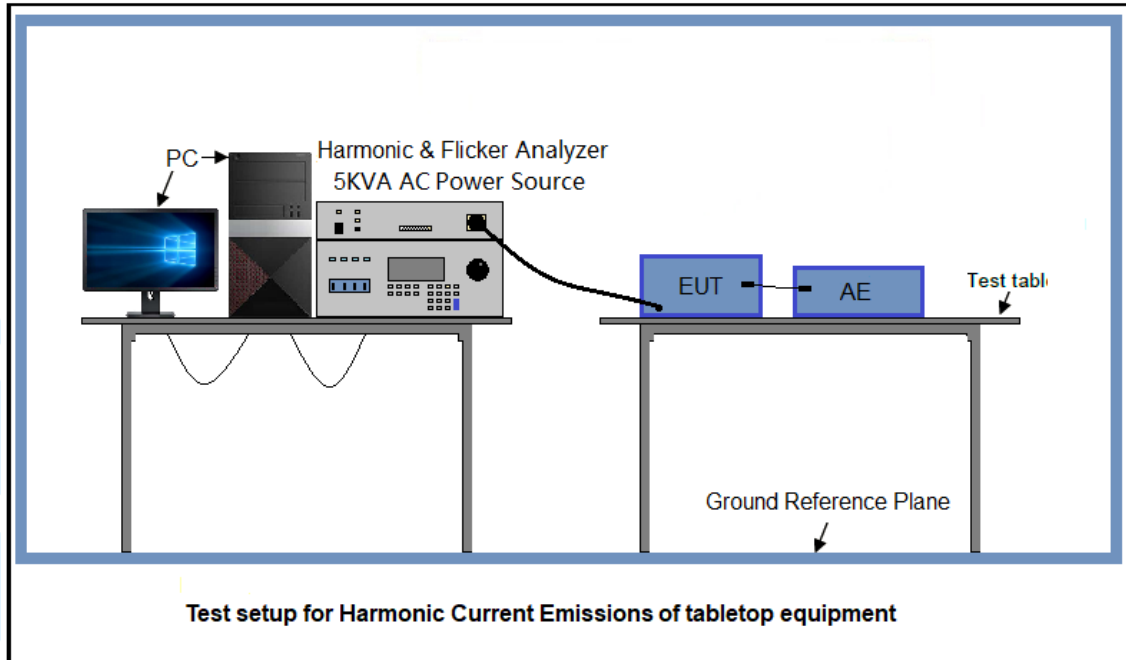 PC
Harmonic & Flicker Analyzer
5KVA AC Power Source
EUT
AE
Test
Ground Reference Plane
Test setup for Harmonic Current Emissions of tabletop equipment